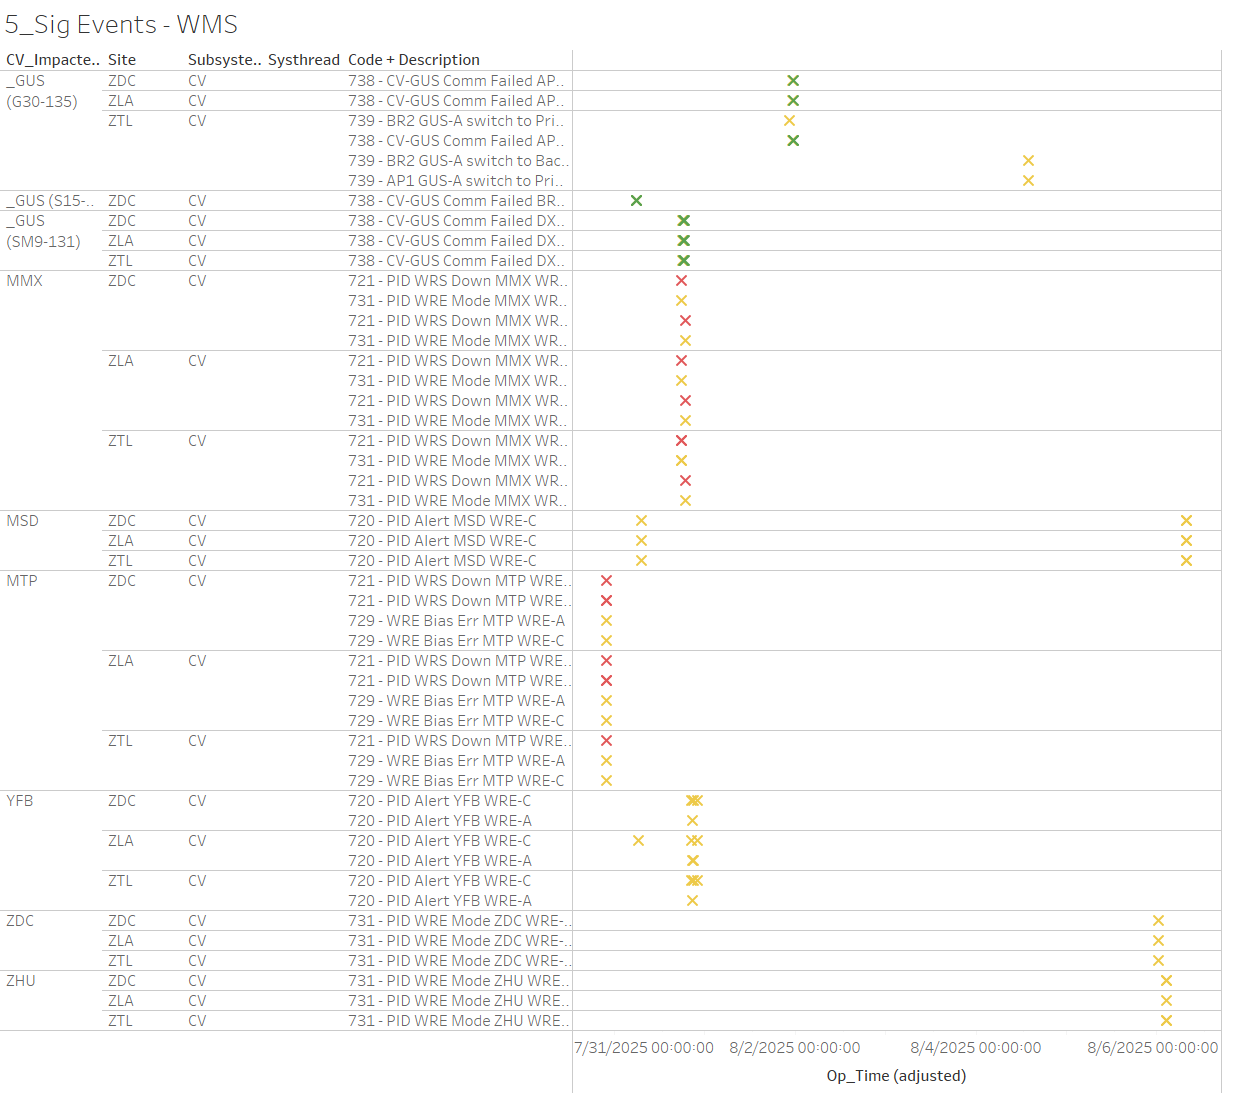 5_Sig Events - WMS
CV_Impacte.. Site Subsyste.. Systhread Code + Description
_GUS (G30-135) ZDC CV 738 - CV-GUS Comm Failed AP..
ZLA CV 738 - CV-GUS Comm Failed AP..
ZTL CV 739 - BR2 GUS-A switch to Pri..
738 - CV-GUS Comm Failed AP..
739 - BR2 GUS-A switch to Bac..
739 - AP1 GUS-A switch to Pri..
_GUS (S15-.. ZDC CV 738 - CV-GUS Comm Failed BR..
_GUS (SM9-131) ZDC CV 738 - CV-GUS Comm Failed DX..
ZLA CV 738 - CV-GUS Comm Failed DX..
ZTL CV 738 - CV-GUS Comm Failed DX..
MMX ZDC CV 721 - PID WRS Down MMX WR..
731 - PID WRE Mode MMX WR..
721 - PID WRS Down MMX WR..
731 - PID WRE Mode MMX WR..
ZLA CV 721 - PID WRS Down MMX WR..
731 - PID WRE Mode MMX WR..
721 - PID WRS Down MMX WR..
731 - PID WRE Mode MMX WR..
ZTL CV 721 - PID WRS Down MMX WR..
731 - PID WRE Mode MMX WR..
721 - PID WRS Down MMX WR..
731 - PID WRE Mode MMX WR..
MSD ZDC CV 720 - PID Alert MSD WRE-C
ZLA CV 720 - PID Alert MSD WRE-C
ZTL CV 720 - PID Alert MSD WRE-C
MTP ZDC CV 721 - PID WRS Down MTP WRE..
721 - PID WRS Down MTP WRE..
729 - WRE Bias Err MTP WRE-A
729 - WRE Bias Err MTP WRE-C
ZLA CV 721 - PID WRS Down MTP WRE..
721 - PID WRS Down MTP WRE..
729 - WRE Bias Err MTP WRE-A
729 - WRE Bias Err MTP WRE-C
ZTL CV 721 - PID WRS Down MTP WRE..
729 - WRE Bias Err MTP WRE-A
729 - WRE Bias Err MTP WRE-C
YFB ZDC CV 720 - PID Alert YFB WRE-C
720 - PID Alert YFB WRE-A
ZLA CV 720 - PID Alert YFB WRE-C
720 - PID Alert YFB WRE-A
ZTL CV 720 - PID Alert YFB WRE-C
720 - PID Alert YFB WRE-A
ZDC ZDC CV 731 - PID WRE Mode ZDC WRE-..
ZLA CV 731 - PID WRE Mode ZDC WRE-..
ZTL CV 731 - PID WRE Mode ZDC WRE-..
ZHU ZDC CV 731 - PID WRE Mode ZHU WRE..
ZLA CV 731 - PID WRE Mode ZHU WRE..
ZTL CV 731 - PID WRE Mode ZHU WRE..
7/31/2025 00:00:00 8/2/2025 00:00:00 8/4/2025 00:00:00 8/6/2025 00:00:00
Op_Time (adjusted)